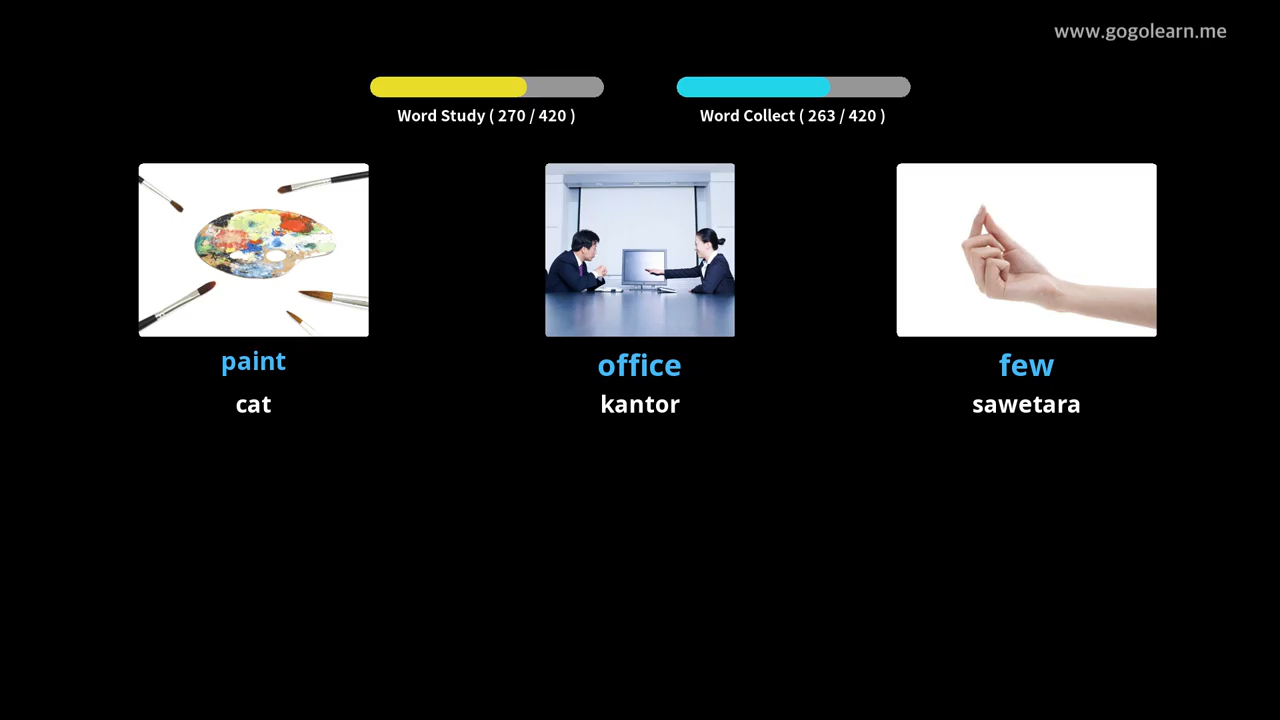 www.gogolearn.me
Word Study ( 270 / 420 )
Word Collect ( 263 / 420 )
paint
cat
office
kantor
few
sawetara